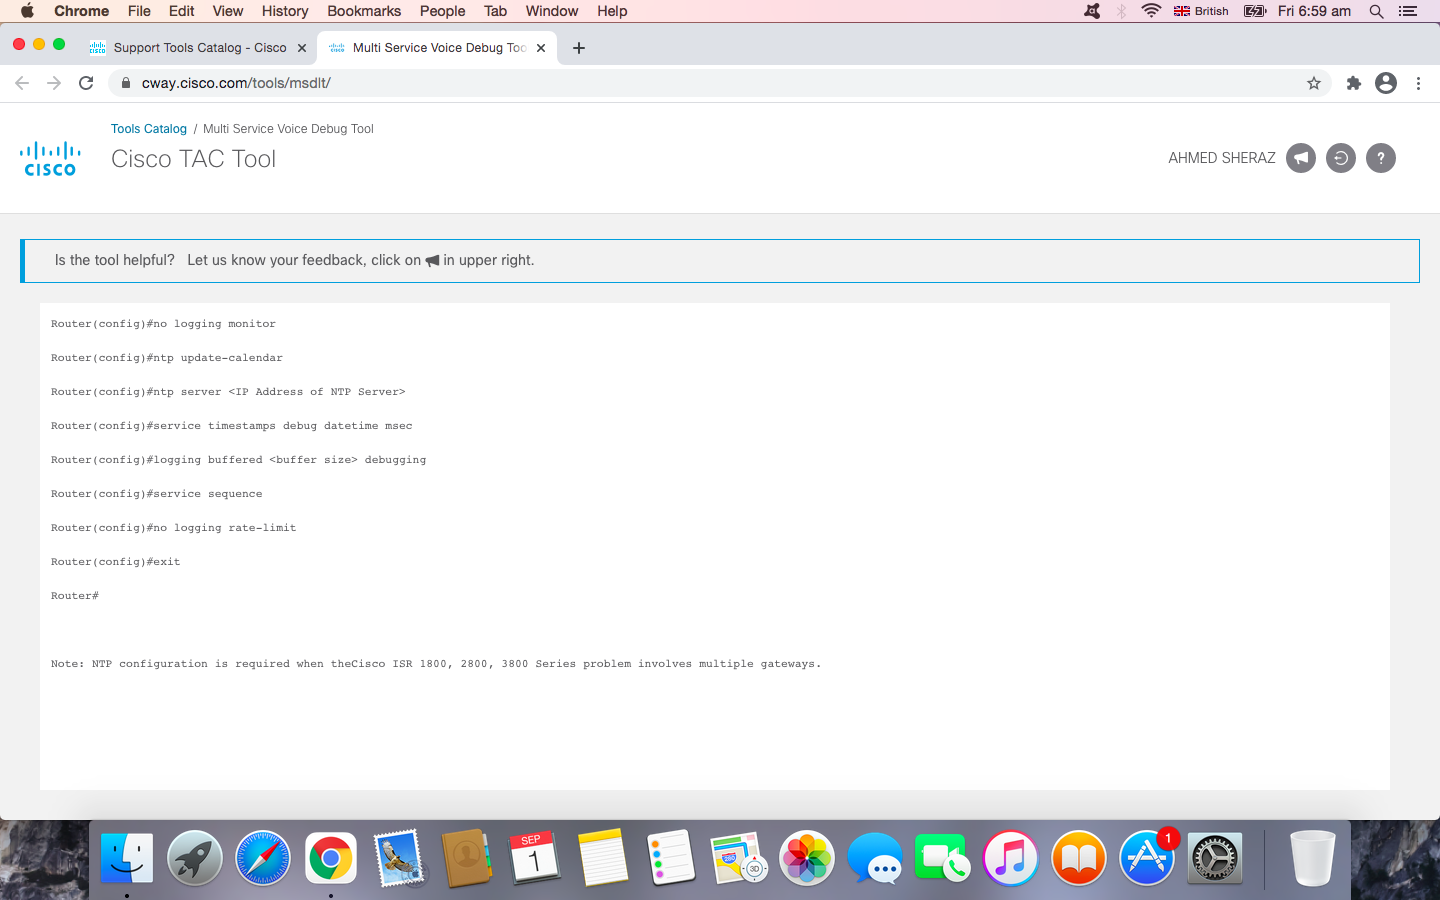 Chrome File Edit View History Bookmarks People Tab Window Help British Fri 6:59 am
Support Tools Catalog - Cisco
Multi Service Voice Debug Too
cway.cisco.com/tools/msdlt/
Tools Catalog / Multi Service Voice Debug Tool
CISCO
Cisco TAC Tool
AHMED SHERAZ
?
Is the tool helpful? Let us know your feedback, click on in upper right.
Router(config)#no logging monitor
Router(config)#ntp update-calendar
Router(config)#ntp server <IP Address of NTP Server>
Router(config)#service timestamps debug datetime msec
Router(config)#logging buffered <buffer size> debugging
Router(config)#service sequence
Router(config)#no logging rate-limit
Router(config)#exit
Router#
Note: NTP configuration is required when theCisco ISR 1800, 2800, 3800 Series problem involves multiple gateways.
SEP
1
280
3D
1